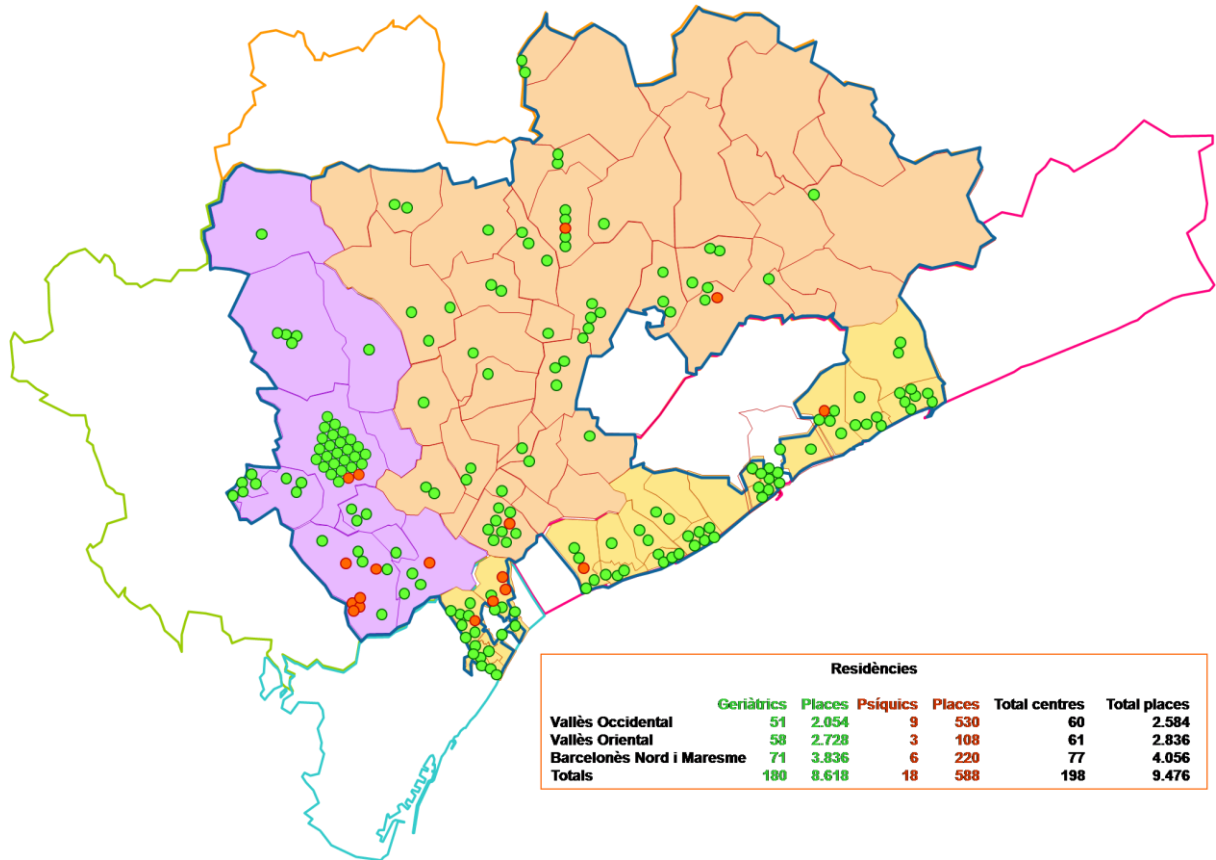 Residències
Geriàtrics Places Psíquics Places Total centres Total places
Vallès Occidental 51 2.054 9 530 60 2.584
Vallès Oriental 58 2.728 3 108 61 2.836
Barcelonès Nord i Maresme 71 3.836 6 220 77 4.056
Totals 180 8.618 18 588 198 9.476